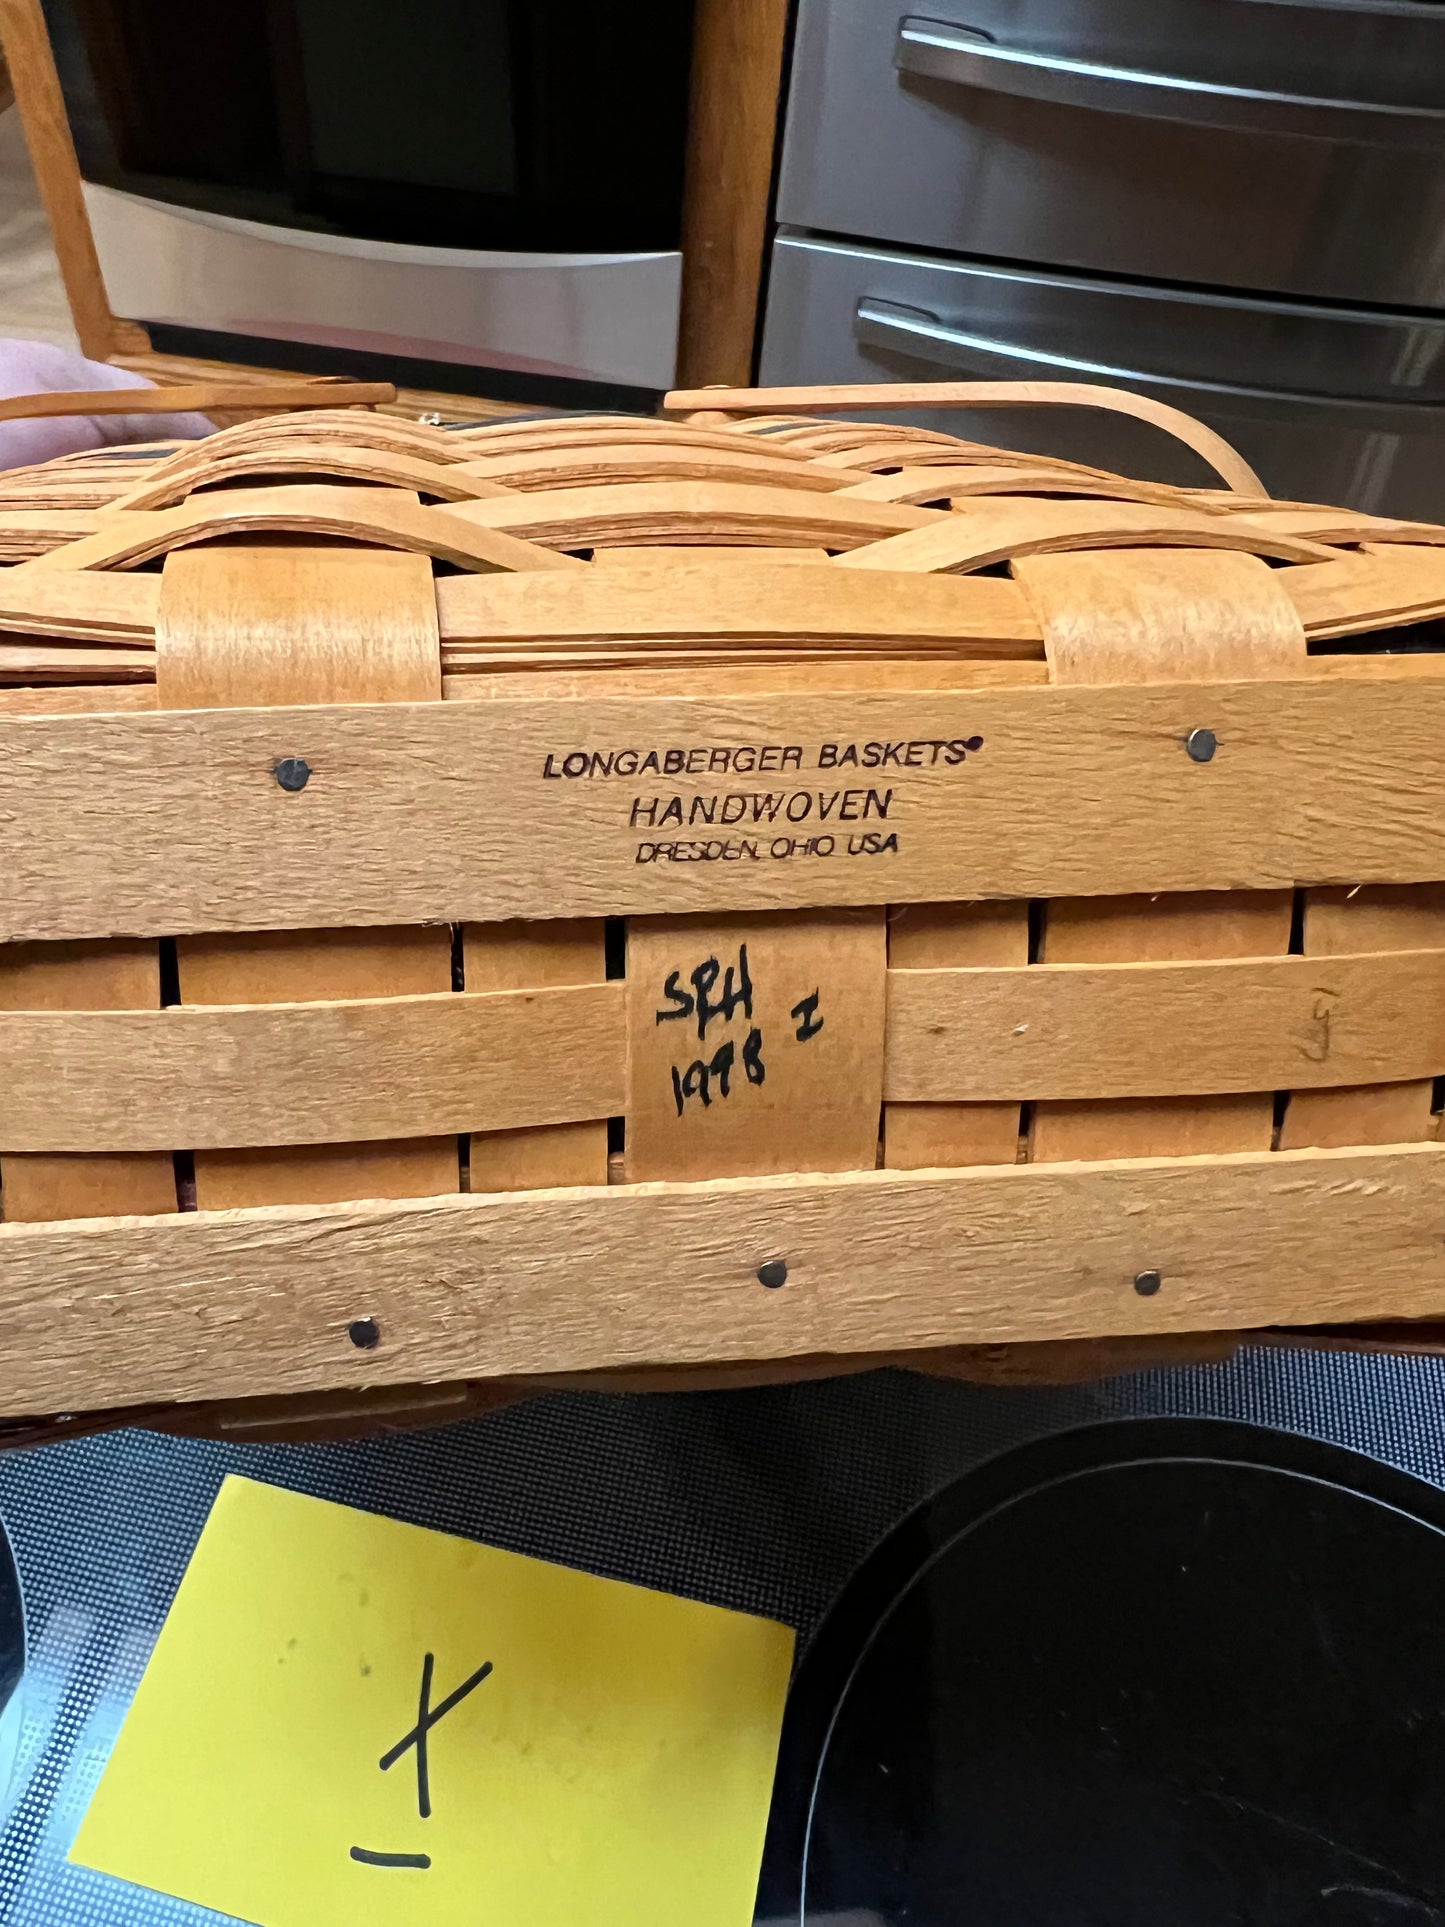 LONGABERGER BASKETS®
HANDWOVEN
DRESDEN, OHIO USA
SRH I
1998
X